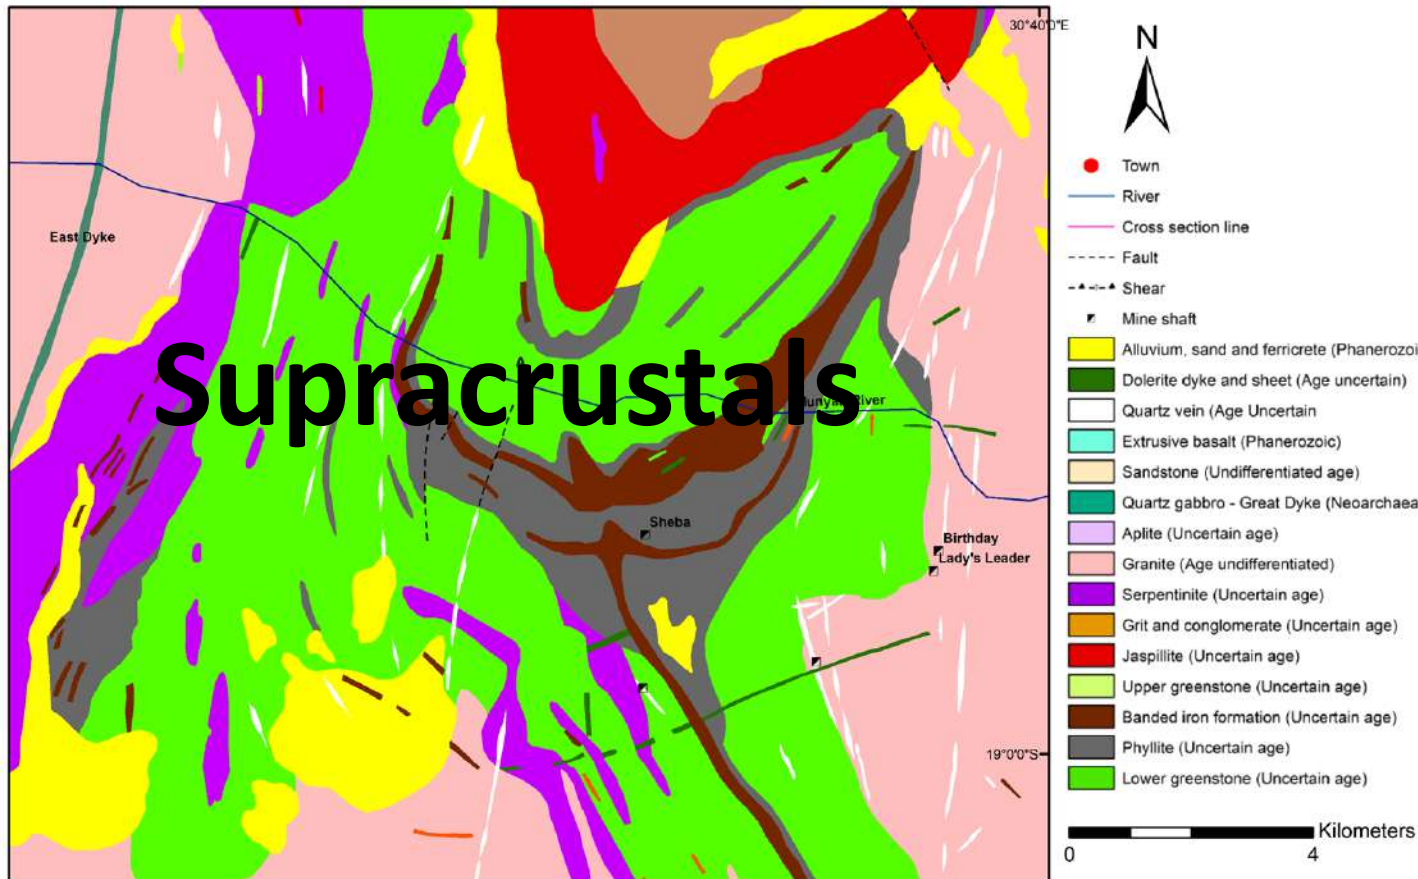 30°40'0"E
N
East Dyke
Supracrustals
River
Sheba
Birthday
Lady's Leader
19°0'0"S
Town
River
Cross section line
Fault
Shear
Mine shaft
Alluvium, sand and ferricrete (Phanerozoi
Dolerite dyke and sheet (Age uncertain)
Quartz vein (Age Uncertain
Extrusive basalt (Phanerozoic)
Sandstone (Undifferentiated age)
Quartz gabbro - Great Dyke (Neoarchaea
Aplite (Uncertain age)
Granite (Age undifferentiated)
Serpentinite (Uncertain age)
Grit and conglomerate (Uncertain age)
Jaspillite (Uncertain age)
Upper greenstone (Uncertain age)
Banded iron formation (Uncertain age)
Phyllite (Uncertain age)
Lower greenstone (Uncertain age)
Kilometers
0 4